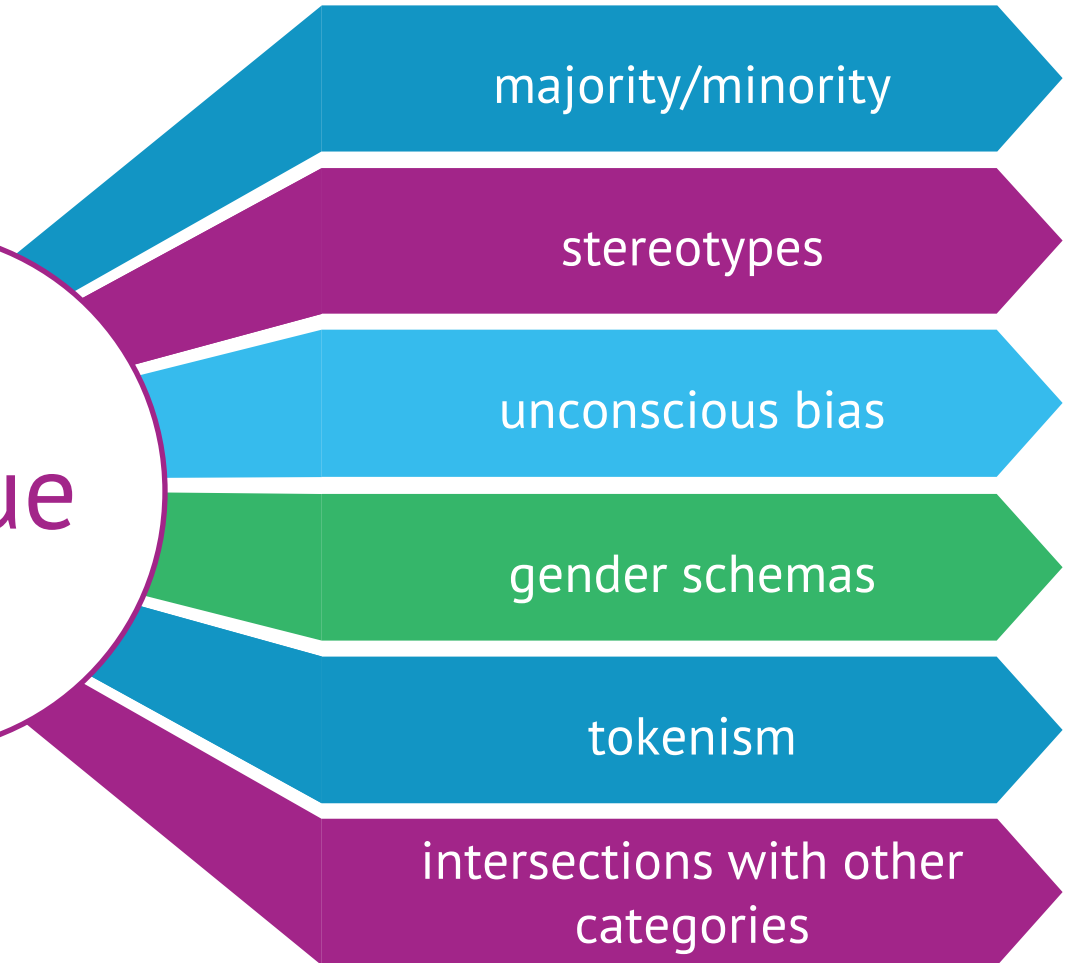 majority/minority
stereotypes
unconscious bias
ue
gender schemas
tokenism
intersections with other
categories